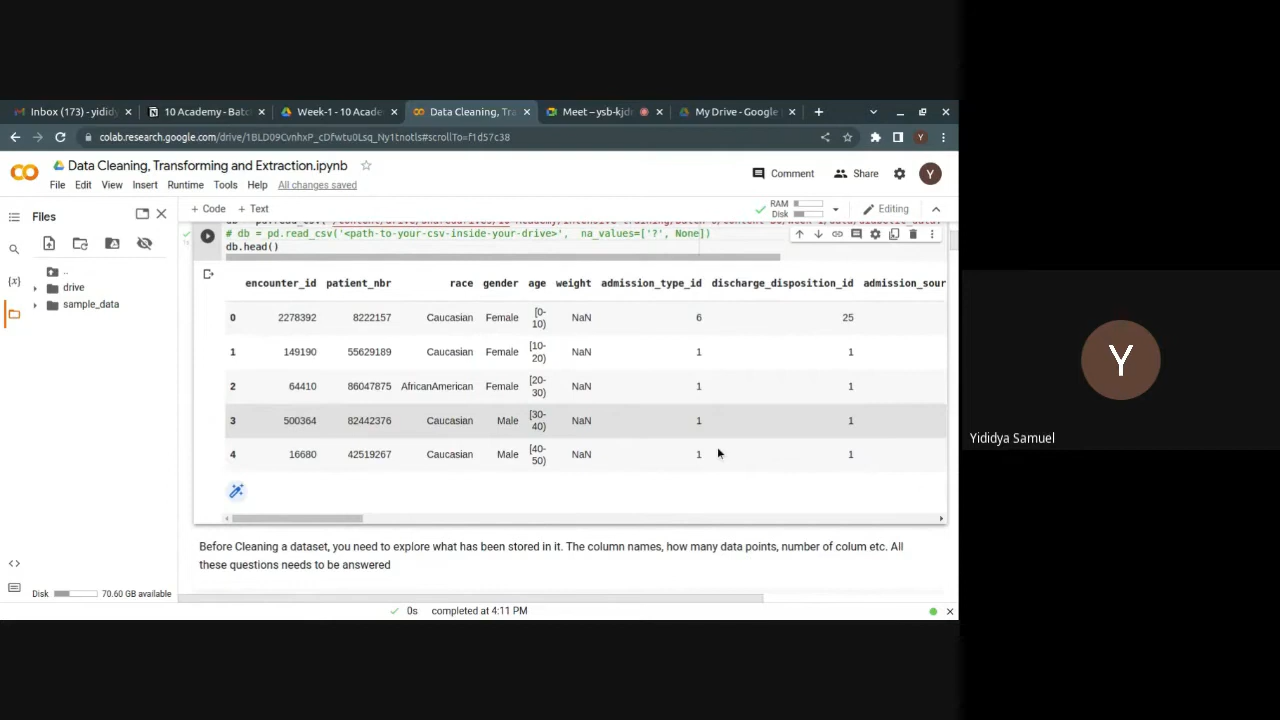 Inbox (173) - yididy
10 Academy - Batc
Week-1 - 10 Acade
Data Cleaning, Tra
Meet – ysb-kjdr
My Drive - Google
colab.research.google.com/drive/1BLD09CvnhxP_cDfwtu0Lsq_Ny1tnotls#scrollTo=f1d57c38
Y
Data Cleaning, Transforming and Extraction.ipynb
File Edit View Insert Runtime Tools Help All changes saved
Comment
Share
Y
Files
+ Code + Text
RAM
Disk
Editing
..
drive
sample_data
# db = pd.read_csv('<path-to-your-csv-inside-your-drive>', na_values=['?', None])
db.head()
encounter_id patient_nbr race gender age weight admission_type_id discharge_disposition_id admission_sour
0 2278392 8222157 Caucasian Female [0-10) NaN 6 25
1 149190 55629189 Caucasian Female [10-20) NaN 1 1
2 64410 86047875 AfricanAmerican Female [20-30) NaN 1 1
3 500364 82442376 Caucasian Male [30-40) NaN 1 1
4 16680 42519267 Caucasian Male [40-50) NaN 1 1
Before Cleaning a dataset, you need to explore what has been stored in it. The column names, how many data points, number of colum etc. All
these questions needs to be answered
Disk 70.60 GB available
0s completed at 4:11 PM
Y
Yididya Samuel